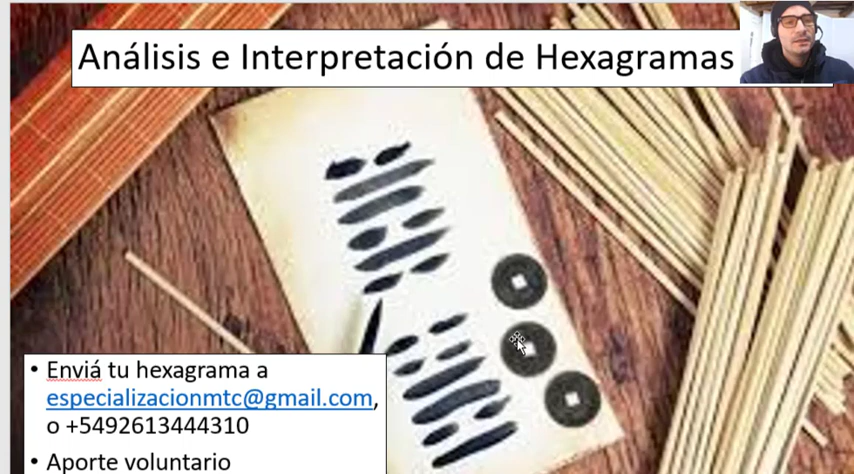 Análisis e Interpretación de Hexagramas
• Enviá tu hexagrama a
especializacionmtc@gmail.com,
o +5492613444310
• Aporte voluntario